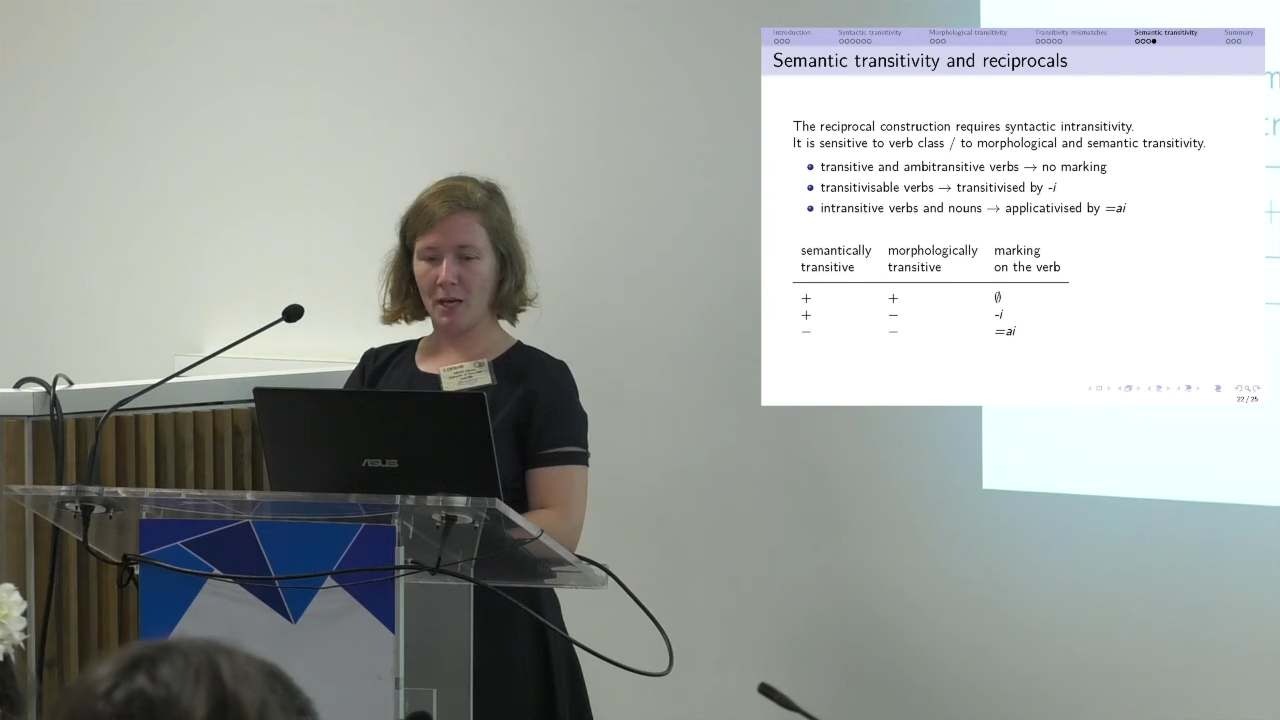 Introduction Syntactic transitivity Morphological transitivity Transitivity mismatches Semantic transitivity Summary
Semantic transitivity and reciprocals
The reciprocal construction requires syntactic intransitivity.
It is sensitive to verb class / to morphological and semantic transitivity.
transitive and ambitransitive verbs → no marking
transitivisable verbs → transitivised by -i
intransitive verbs and nouns → applicativised by =ai
semantically morphologically marking
transitive transitive on the verb
+ + ∅
+ − -i
− − =ai
22 / 25
ASUS